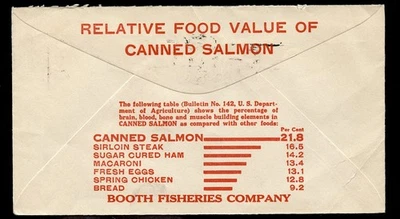 RELATIVE FOOD VALUE OF
CANNED SALMON
The following table (Bulletin No. 142, U. S. Depart-
ment of Agriculture) shows the percentage of
brain, blood, bone and muscle building elements in
CANNED SALMON as compared with other foods:
Per Cent
CANNED SALMON 21.8
SIRLOIN STEAK 16.5
SUGAR CURED HAM 14.2
MACARONI 13.4
FRESH EGGS 13.1
SPRING CHICKEN 12.8
BREAD 9.2
BOOTH FISHERIES COMPANY